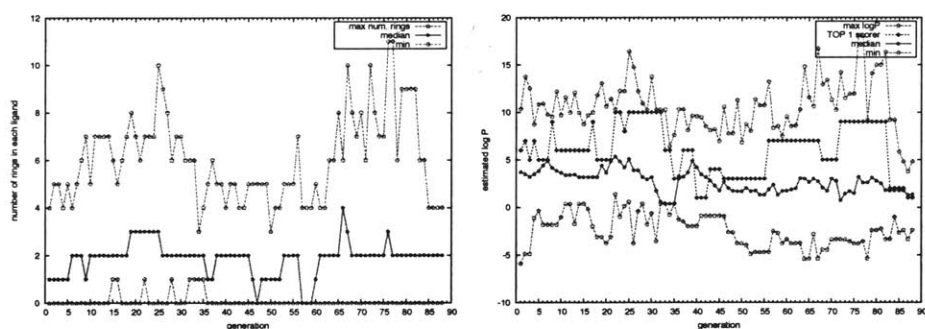 12
10
8
6
4
2
0
number of rings in each ligand
max num. rings
median
min
0 5 10 15 20 25 30 35 40 45 50 55 60 65 70 75 80 85 90
generation
20
15
10
5
0
-5
-10
estimated log P
max logP
TOP 1 scorer
median
min
0 5 10 15 20 25 30 35 40 45 50 55 60 65 70 75 80 85 90
generation